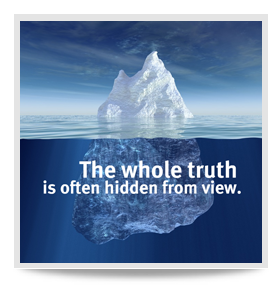 The whole truth
is often hidden from view.